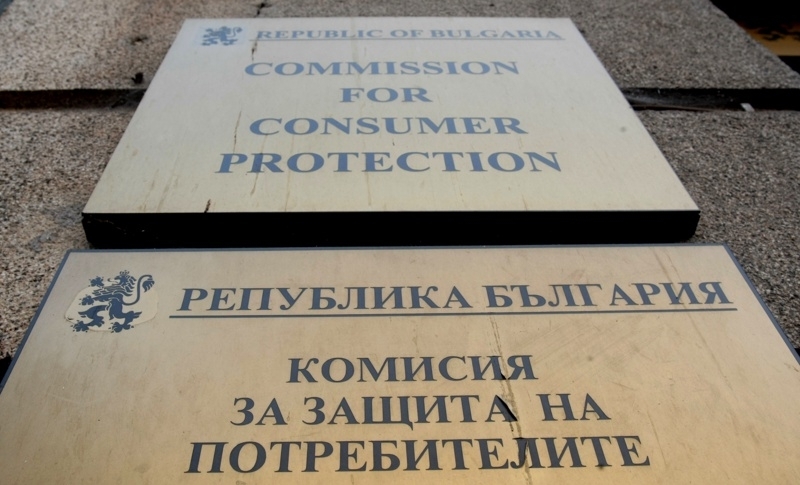 REPUBLIC OF BULGARIA
COMMISSION
FOR
CONSUMER
PROTECTION
РЕПУБЛИКА БЪЛГАРИЯ
КОМИСИЯ
ЗА ЗАЩИТА НА
ПОТРЕБИТЕЛИТЕ